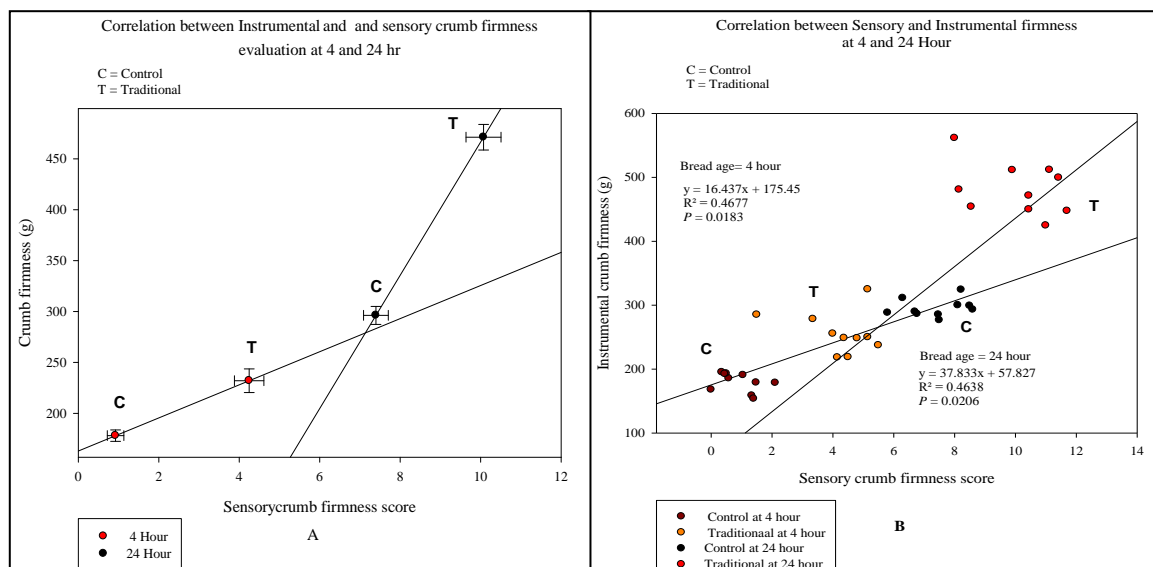 Correlation between Instrumental and and sensory crumb firmness
evaluation at 4 and 24 hr
C = Control
T = Traditional
Crumb firmness (g)
450
400
350
300
250
200
T
C
T
C
0 2 4 6 8 10 12
Sensorycrumb firmness score
4 Hour
24 Hour
A
Correlation between Sensory and Instrumental firmness
at 4 and 24 Hour
C = Control
T = Traditional
Instrumental crumb firmness (g)
600
500
400
300
200
100
Bread age= 4 hour
y = 16.437x + 175.45
R² = 0.4677
P = 0.0183
T
T
C
C
Bread age = 24 hour
y = 37.833x + 57.827
R² = 0.4638
P = 0.0206
0 2 4 6 8 10 12 14
Sensory crumb firmness score
Control at 4 hour
Traditionaal at 4 hour
Control at 24 hour
Traditional at 24 hour
B